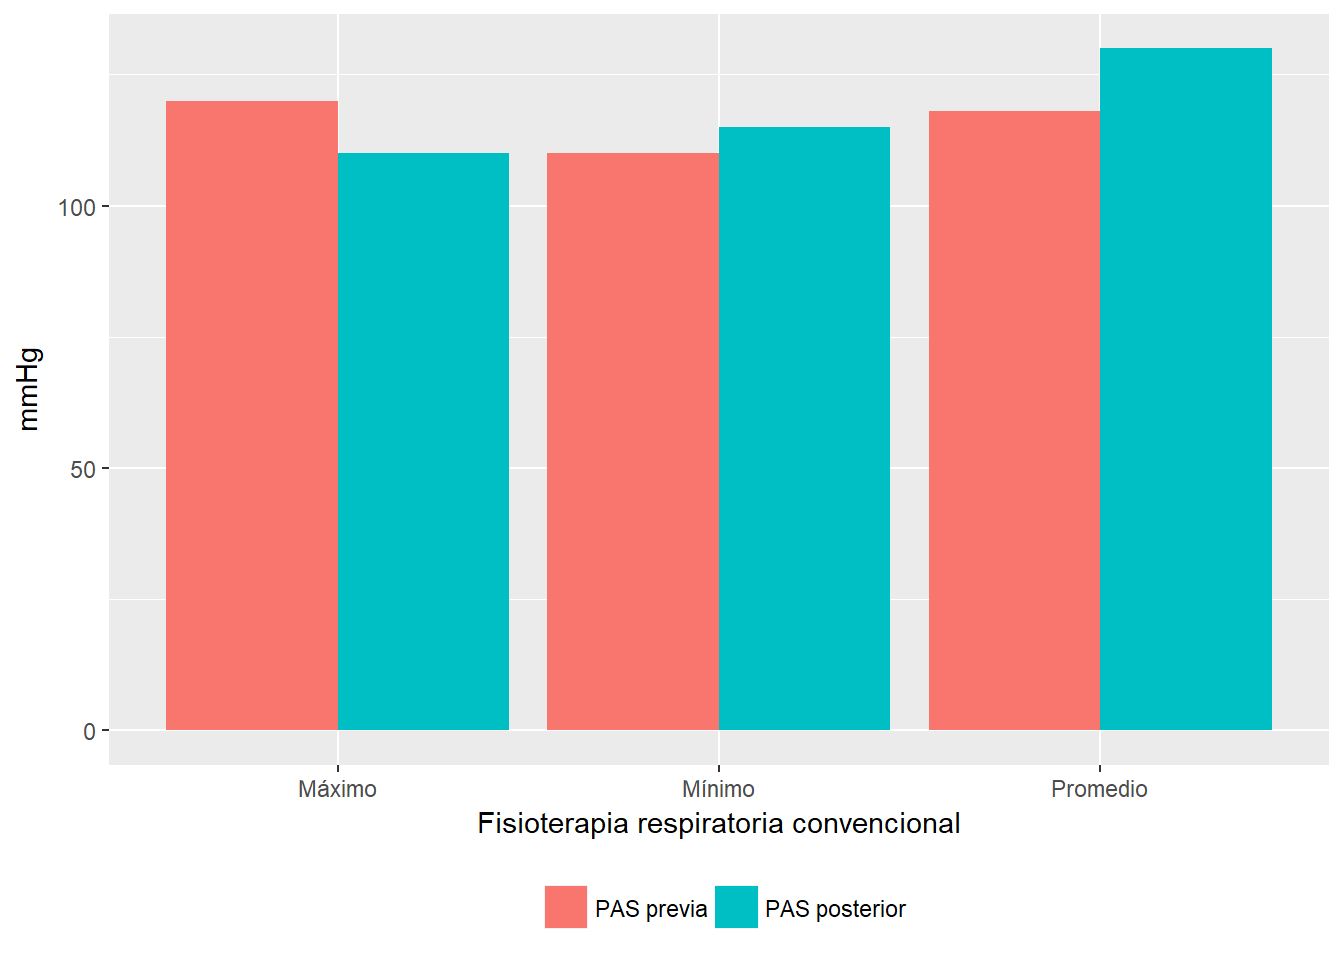 mmHg
100
50
0
Máximo Mínimo Promedio
Fisioterapia respiratoria convencional
PAS previa PAS posterior